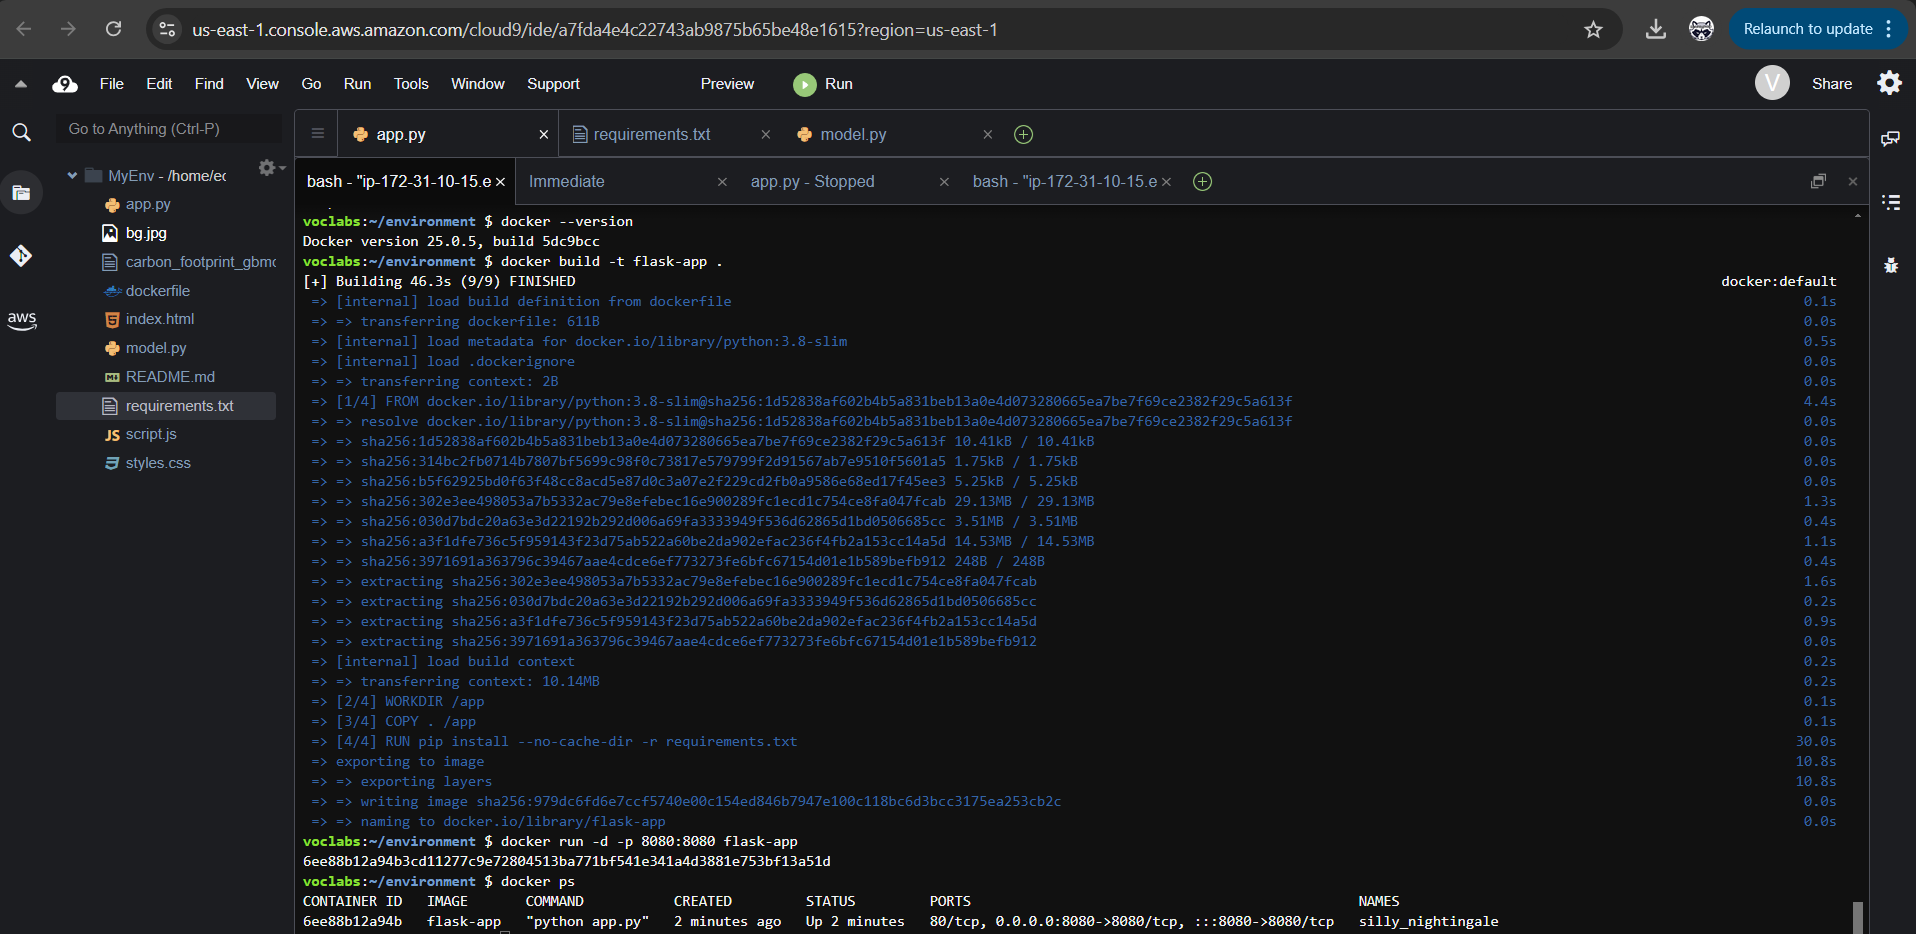 us-east-1.console.aws.amazon.com/cloud9/ide/a7fda4e4c22743ab9875b65be48e1615?region=us-east-1
Relaunch to update
9
File Edit Find View Go Run Tools Window Support Preview Run
V Share
Go to Anything (Ctrl-P)
app.py requirements.txt model.py
bash - "ip-172-31-10-15.e Immediate app.py - Stopped bash - "ip-172-31-10-15.e
MyEnv - /home/ec
app.py
bg.jpg
carbon_footprint_gbmo
dockerfile
index.html
model.py
README.md
requirements.txt
JS script.js
styles.css
aws
voclabs:~/environment $ docker --version
Docker version 25.0.5, build 5dc9bcc
voclabs:~/environment $ docker build -t flask-app .
[+] Building 46.3s (9/9) FINISHED docker:default
=> [internal] load build definition from dockerfile 0.1s
=> => transferring dockerfile: 611B 0.0s
=> [internal] load metadata for docker.io/library/python:3.8-slim 0.5s
=> [internal] load .dockerignore 0.0s
=> => transferring context: 2B 0.0s
=> [1/4] FROM docker.io/library/python:3.8-slim@sha256:1d52838af602b4b5a831beb13a0e4d073280665ea7be7f69ce2382f29c5a613f 4.4s
=> => resolve docker.io/library/python:3.8-slim@sha256:1d52838af602b4b5a831beb13a0e4d073280665ea7be7f69ce2382f29c5a613f 0.0s
=> => sha256:1d52838af602b4b5a831beb13a0e4d073280665ea7be7f69ce2382f29c5a613f 10.41kB / 10.41kB 0.0s
=> => sha256:314bc2fb0714b7807bf5699c98f0c73817e579799f2d91567ab7e9510f5601a5 1.75kB / 1.75kB 0.0s
=> => sha256:b5f62925bd0f63f48cc8acd5e87d0c3a07e2f229cd2fb0a9586e68ed17f45ee3 5.25kB / 5.25kB 0.0s
=> => sha256:302e3ee498053a7b5332ac79e8efebec16e900289fc1ecd1c754ce8fa047fcab 29.13MB / 29.13MB 1.3s
=> => sha256:030d7bdc20a63e3d22192b292d006a69fa3333949f536d62865d1bd0506685cc 3.51MB / 3.51MB 0.4s
=> => sha256:a3f1dfe736c5f959143f23d75ab522a60be2da902efac236f4fb2a153cc14a5d 14.53MB / 14.53MB 1.1s
=> => sha256:3971691a363796c39467aae4cdce6ef773273fe6bfc67154d01e1b589befb912 248B / 248B 0.4s
=> => extracting sha256:302e3ee498053a7b5332ac79e8efebec16e900289fc1ecd1c754ce8fa047fcab 1.6s
=> => extracting sha256:030d7bdc20a63e3d22192b292d006a69fa3333949f536d62865d1bd0506685cc 0.2s
=> => extracting sha256:a3f1dfe736c5f959143f23d75ab522a60be2da902efac236f4fb2a153cc14a5d 0.9s
=> => extracting sha256:3971691a363796c39467aae4cdce6ef773273fe6bfc67154d01e1b589befb912 0.0s
=> [internal] load build context 0.2s
=> => transferring context: 10.14MB 0.2s
=> [2/4] WORKDIR /app 0.1s
=> [3/4] COPY . /app 0.1s
=> [4/4] RUN pip install --no-cache-dir -r requirements.txt 30.0s
=> exporting to image 10.8s
=> => exporting layers 10.8s
=> => writing image sha256:979dc6fd6e7ccf5740e00c154ed846b7947e100c118bc6d3bcc3175ea253cb2c 0.0s
=> => naming to docker.io/library/flask-app 0.0s
voclabs:~/environment $ docker run -d -p 8080:8080 flask-app
6ee88b12a94b3cd11277c9e72804513ba771bf541e341a4d3881e753bf13a51d
voclabs:~/environment $ docker ps
CONTAINER ID IMAGE COMMAND CREATED STATUS PORTS NAMES
6ee88b12a94b flask-app "python app.py" 2 minutes ago Up 2 minutes 80/tcp, 0.0.0.0:8080->8080/tcp, :::8080->8080/tcp silly_nightingale